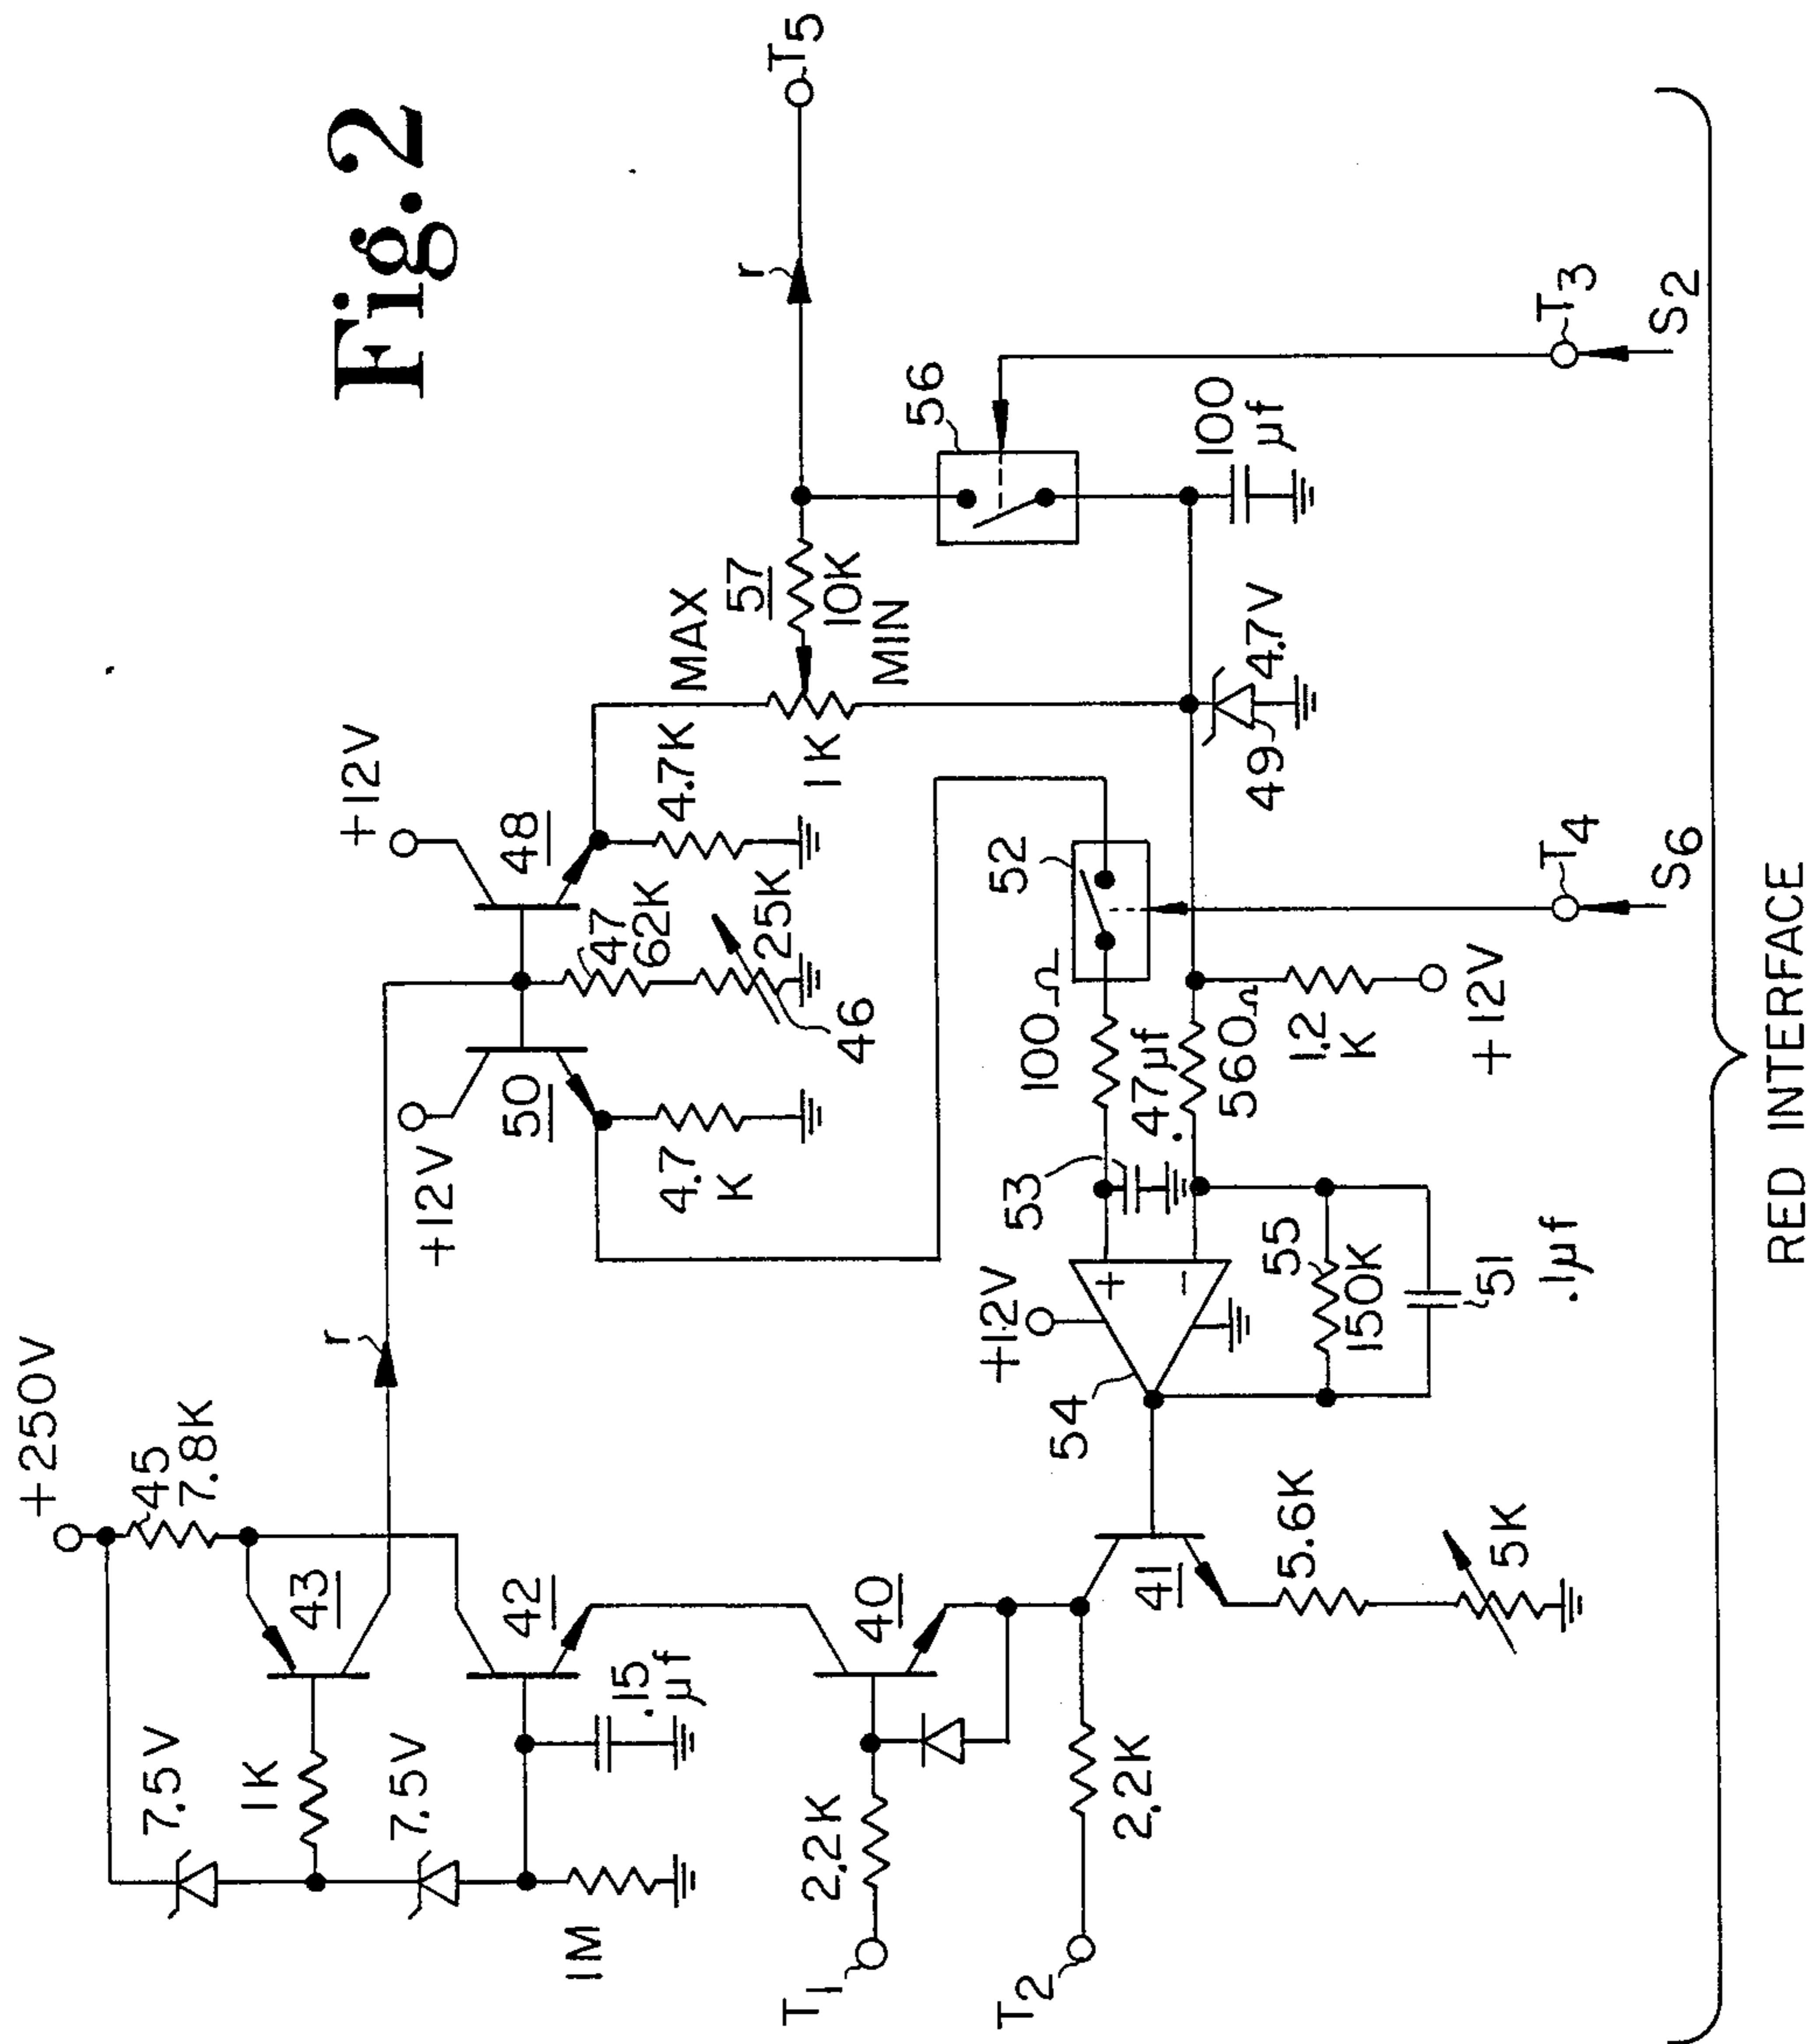 Fig.2
+250V
45
7.8K
r
43
7.5V
1K
7.5V
42
.15
µf
1M
40
2.2K
T1
2.2K
T2
41
5.6K
5K
+12V
50
4.7
K
+12V
48
47
62K
25K
46
4.7K
MAX
57
10K
MIN
1K
r
T5
56
100
µf
T3
S2
49
4.7V
52
T4
S6
100Ω
.47µf
560Ω
1.2
K
+12V
53
+12V
54
55
150K
51
.1µf
RED INTERFACE